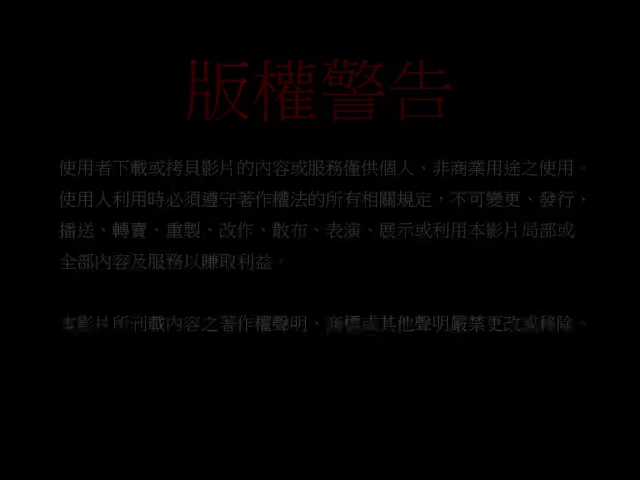 版權警告
使用者下載或拷貝影片的內容或服務僅供個人、非商業用途之使用。
使用人利用時必須遵守著作權法的所有相關規定，不可變更、發行、
播送、轉賣、重製、改作、散布、表演、展示或利用本影片局部或
全部內容及服務以賺取利益。
本影片所刊載內容之著作權聲明、商標或其他聲明嚴禁更改或移除。